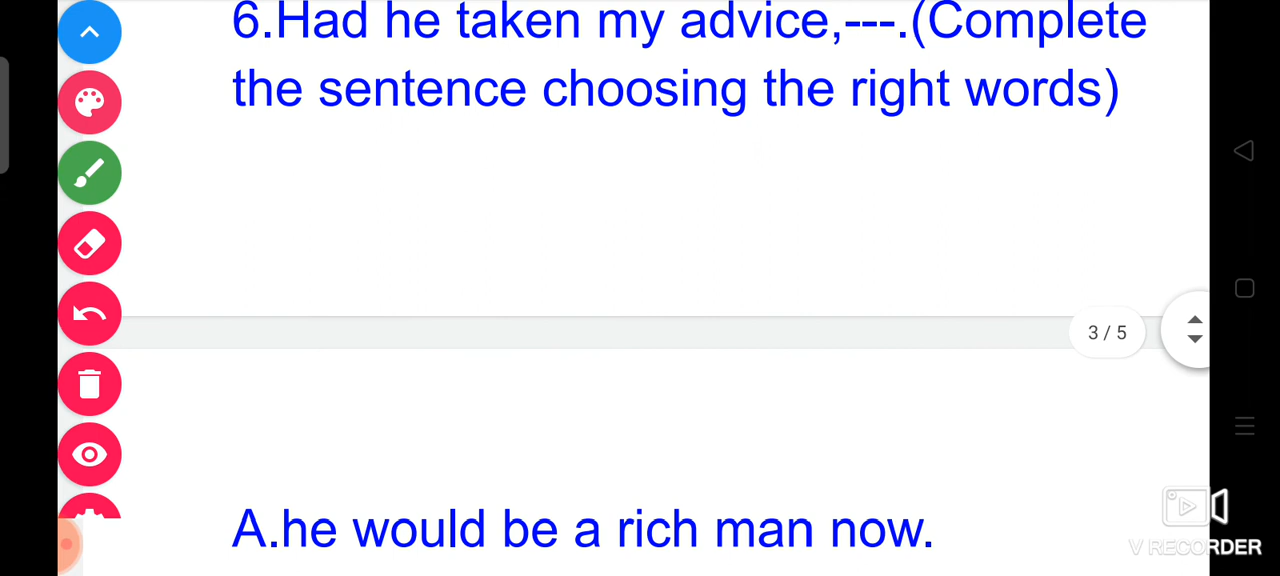 6.Had he taken my advice,---.(Complete
the sentence choosing the right words)
3 / 5
A.he would be a rich man now.
V RECORDER